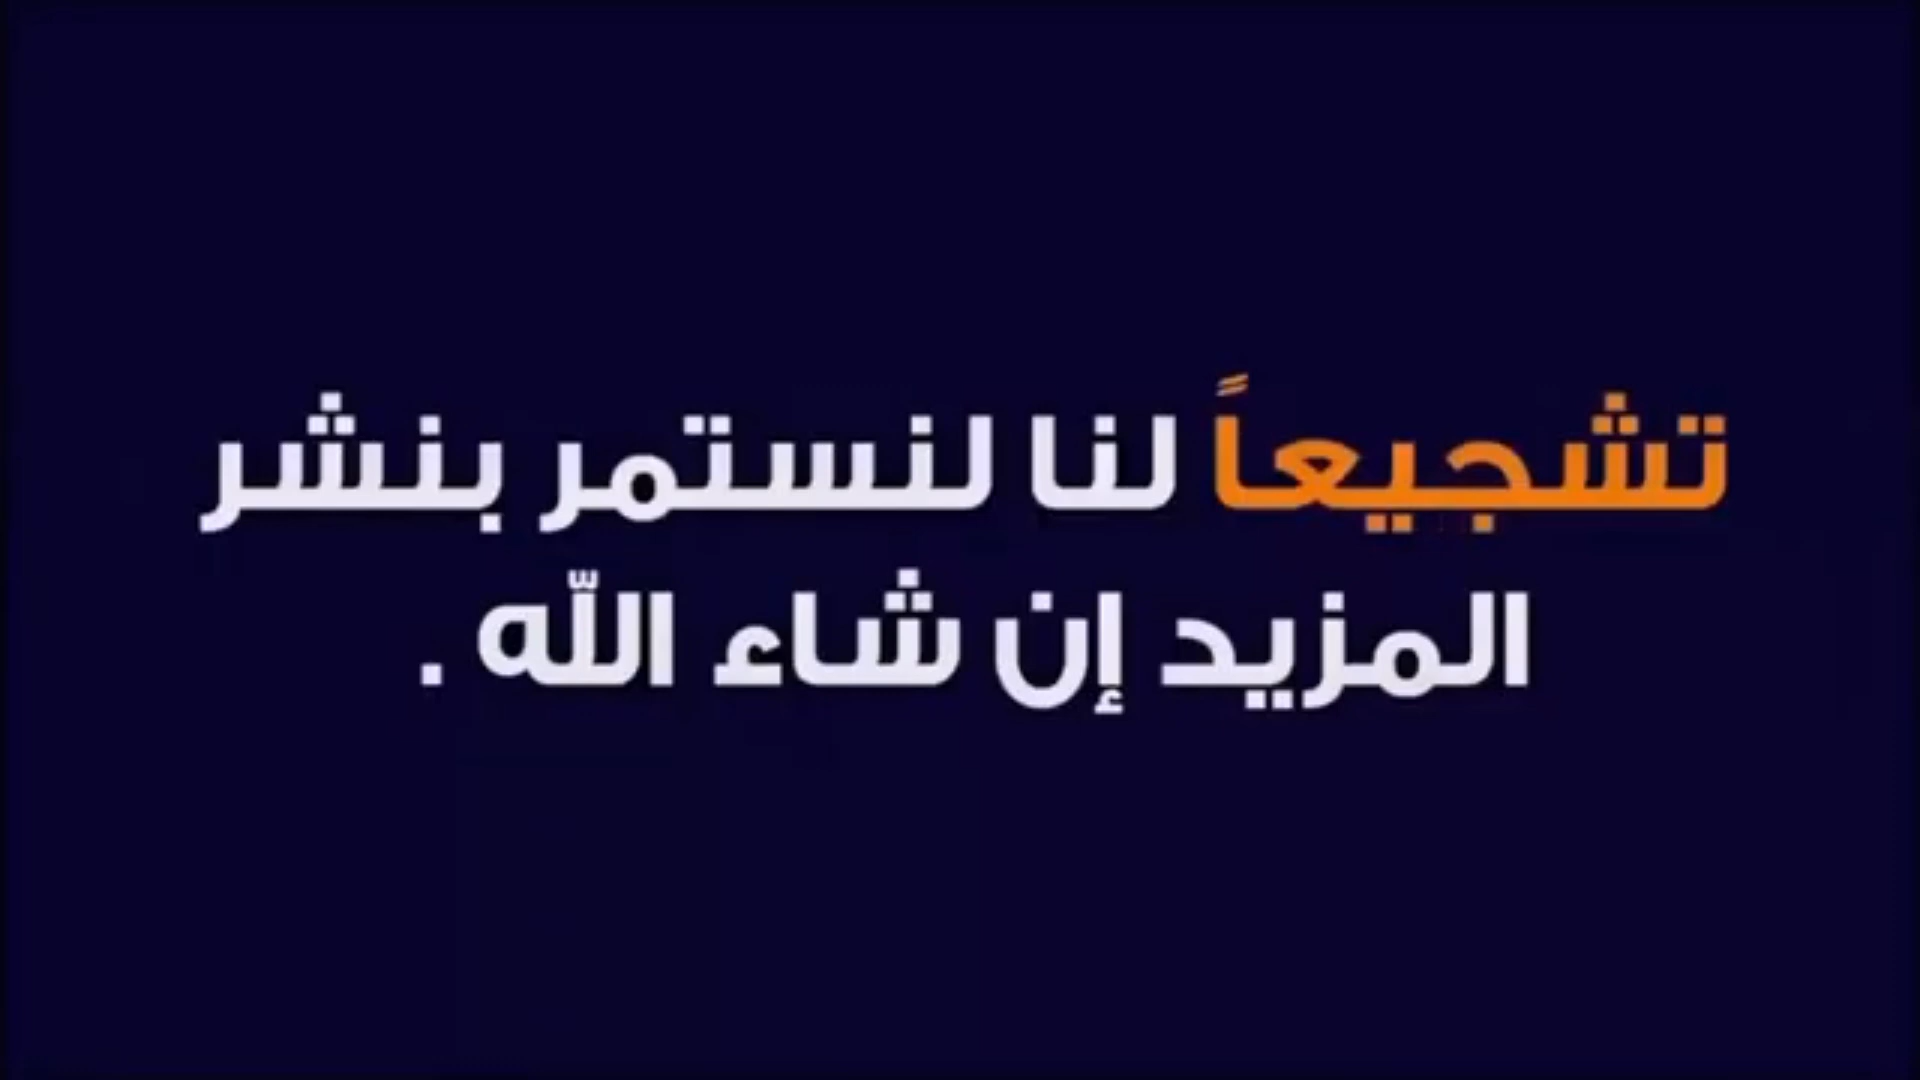 تشجيعاً لنا لنستمر بنشر
المزيد إن شاء اللّه .